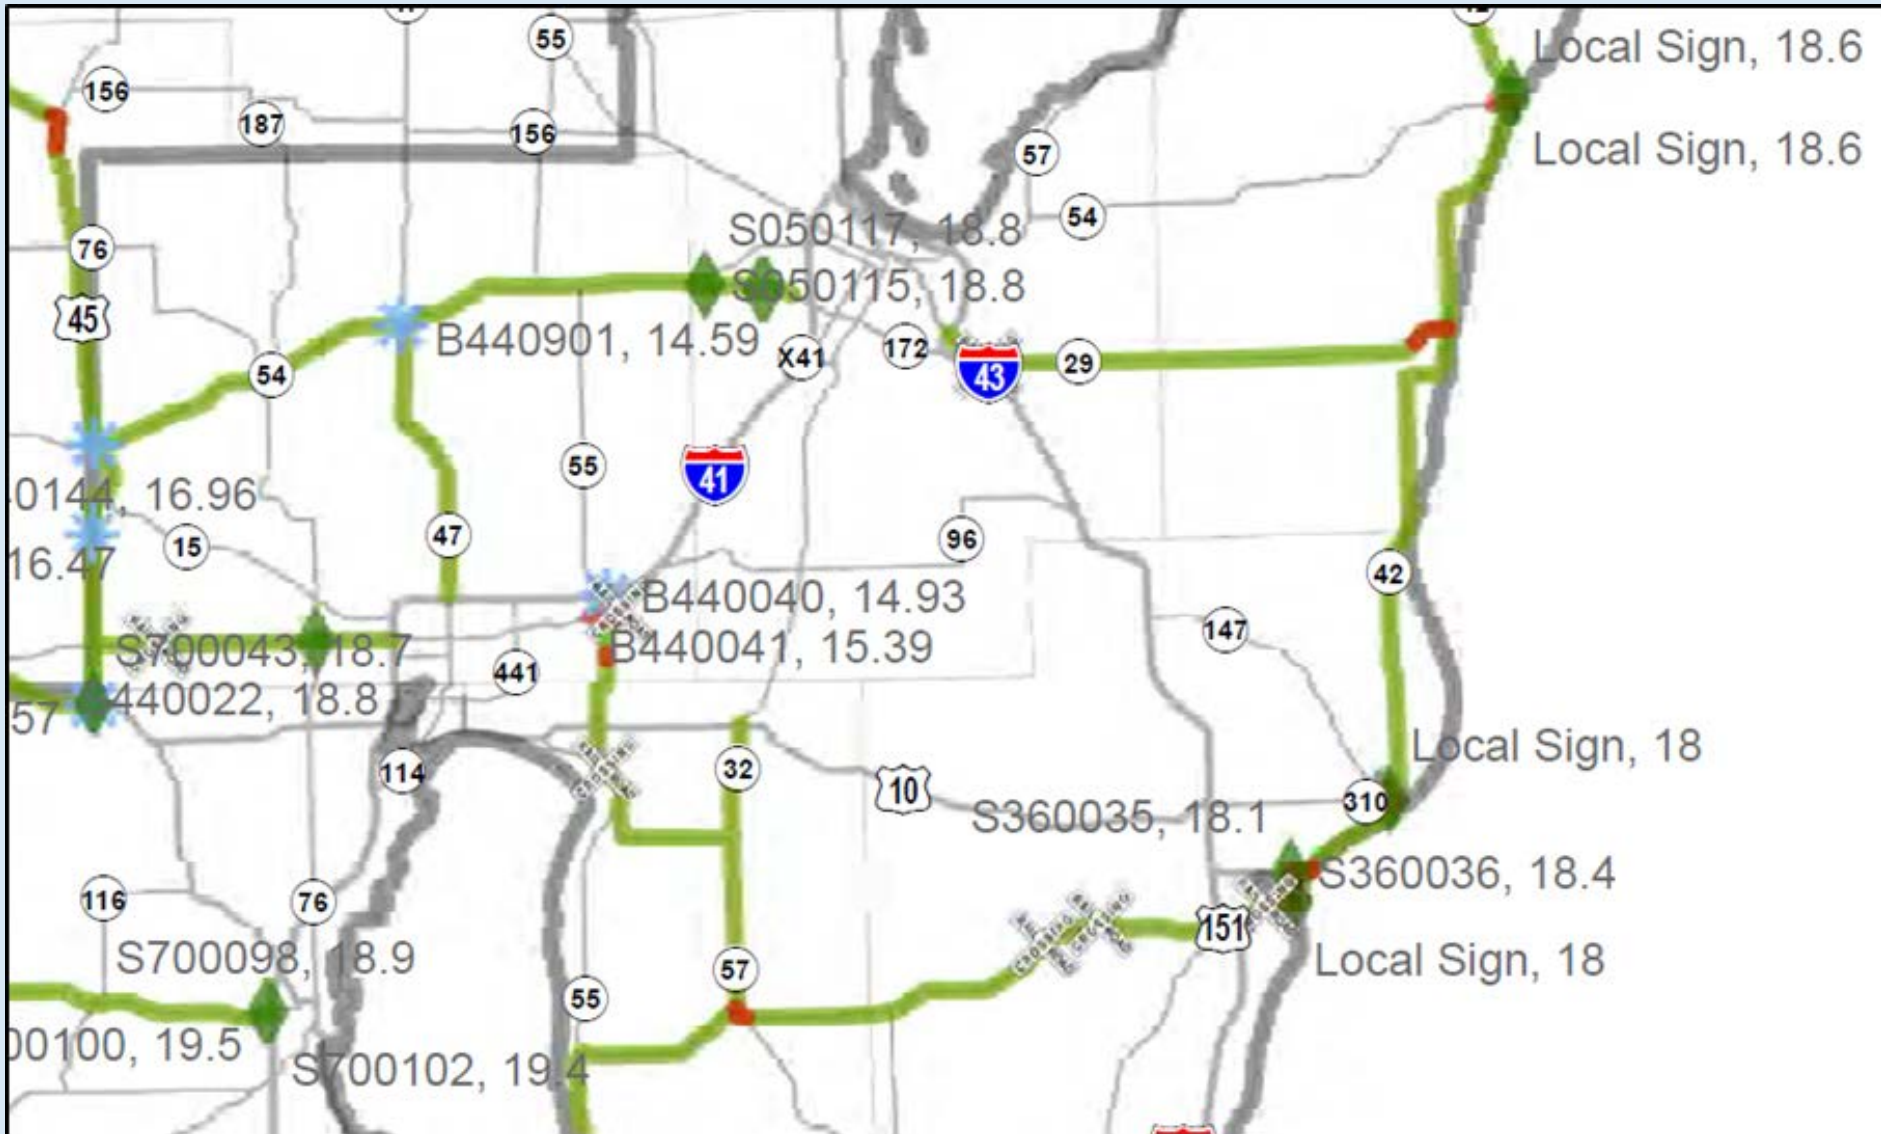 55
42
Local Sign, 18.6
156
187
156
57
Local Sign, 18.6
54
S050117, 18.8
76
S050115, 18.8
45
B440901, 14.59
X41
172
43
29
54
55
41
0144, 16.96
47
96
15
16.47
42
B440040, 14.93
147
S700043, 18.7
B440041, 15.39
441
440022, 18.8
57
Local Sign, 18
114
32
10
310
S360035, 18.1
S360036, 18.4
116
76
151
S700098, 18.9
Local Sign, 18
57
55
00100, 19.5
S700102, 19.4